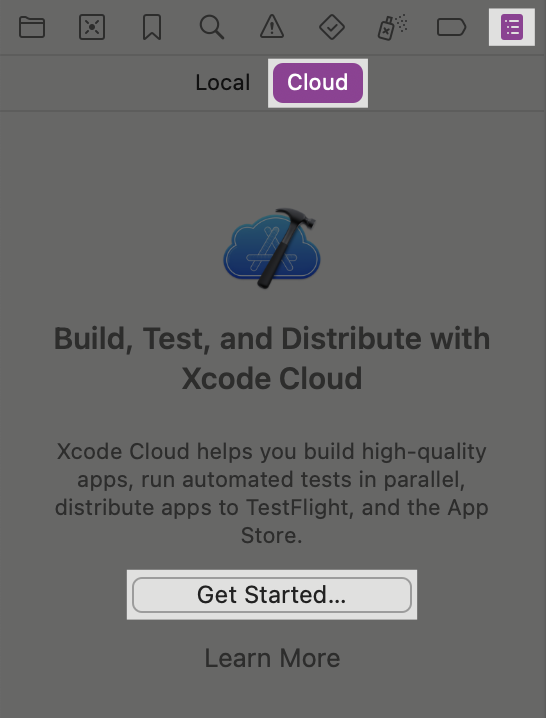 Local Cloud
Build, Test, and Distribute with
Xcode Cloud
Xcode Cloud helps you build high-quality
apps, run automated tests in parallel,
distribute apps to TestFlight, and the App
Store.
Get Started...
Learn More